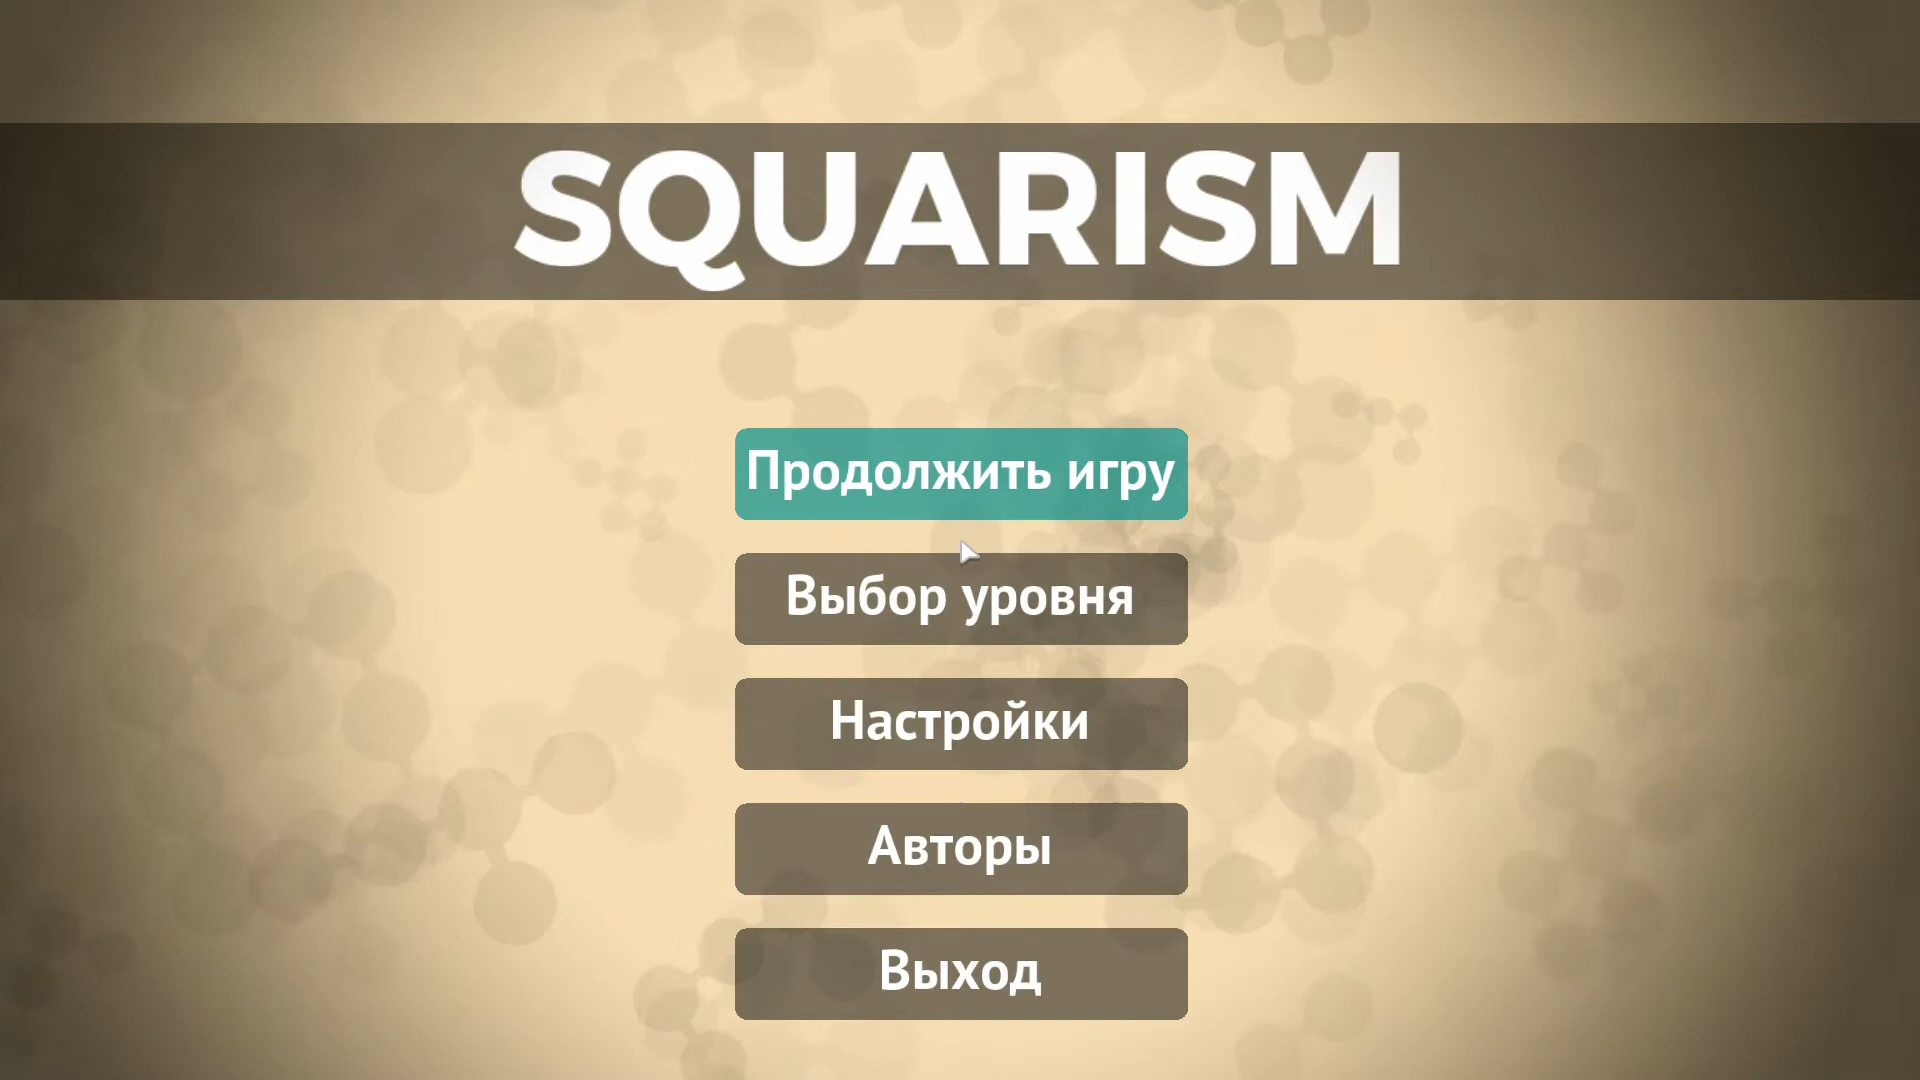 SQUARISM
Продолжить игру
Выбор уровня
Настройки
Авторы
Выход